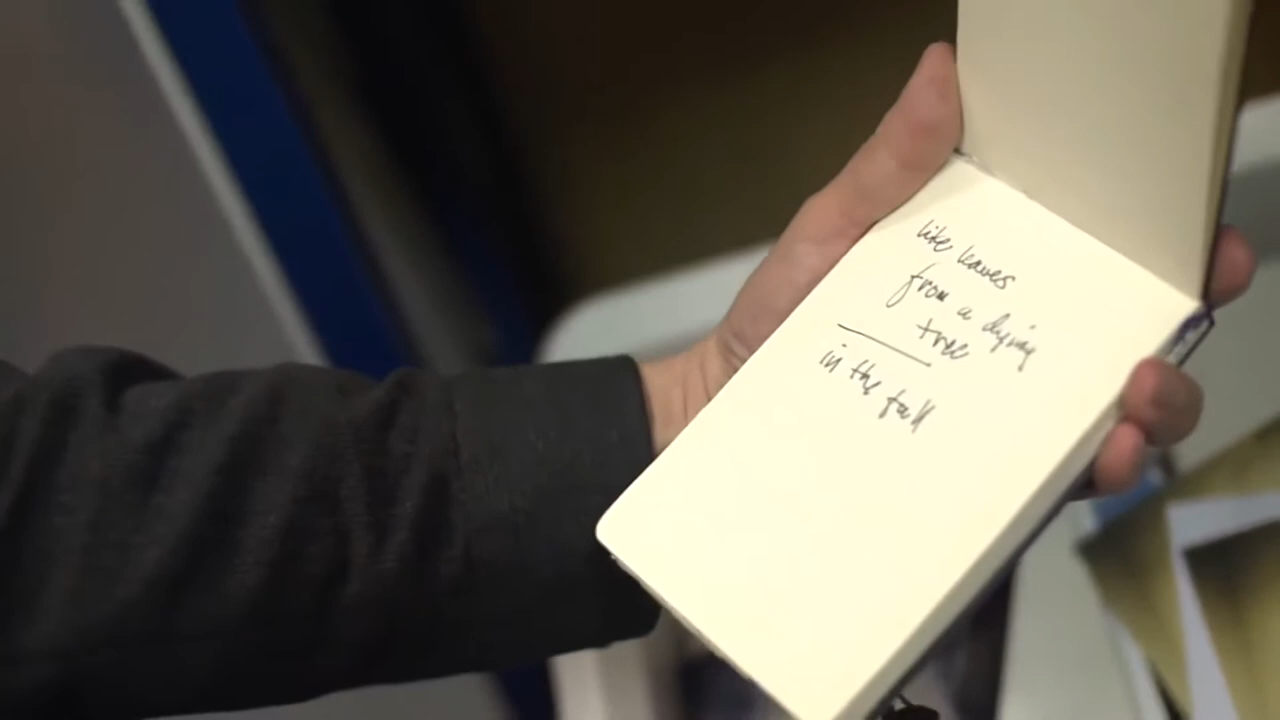 like leaves
from a dying
tree
in the fall